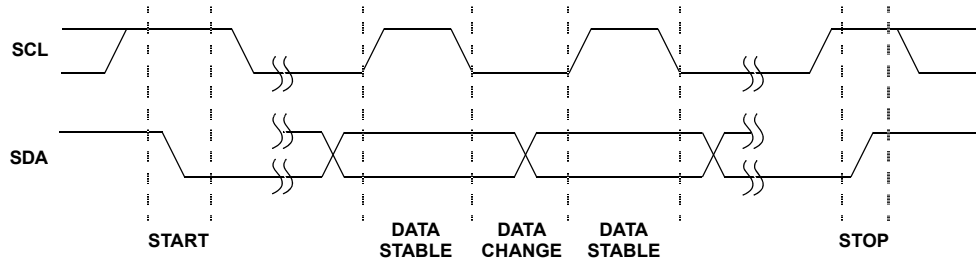 SCL
SDA
START
DATA
STABLE
DATA
CHANGE
DATA
STABLE
STOP